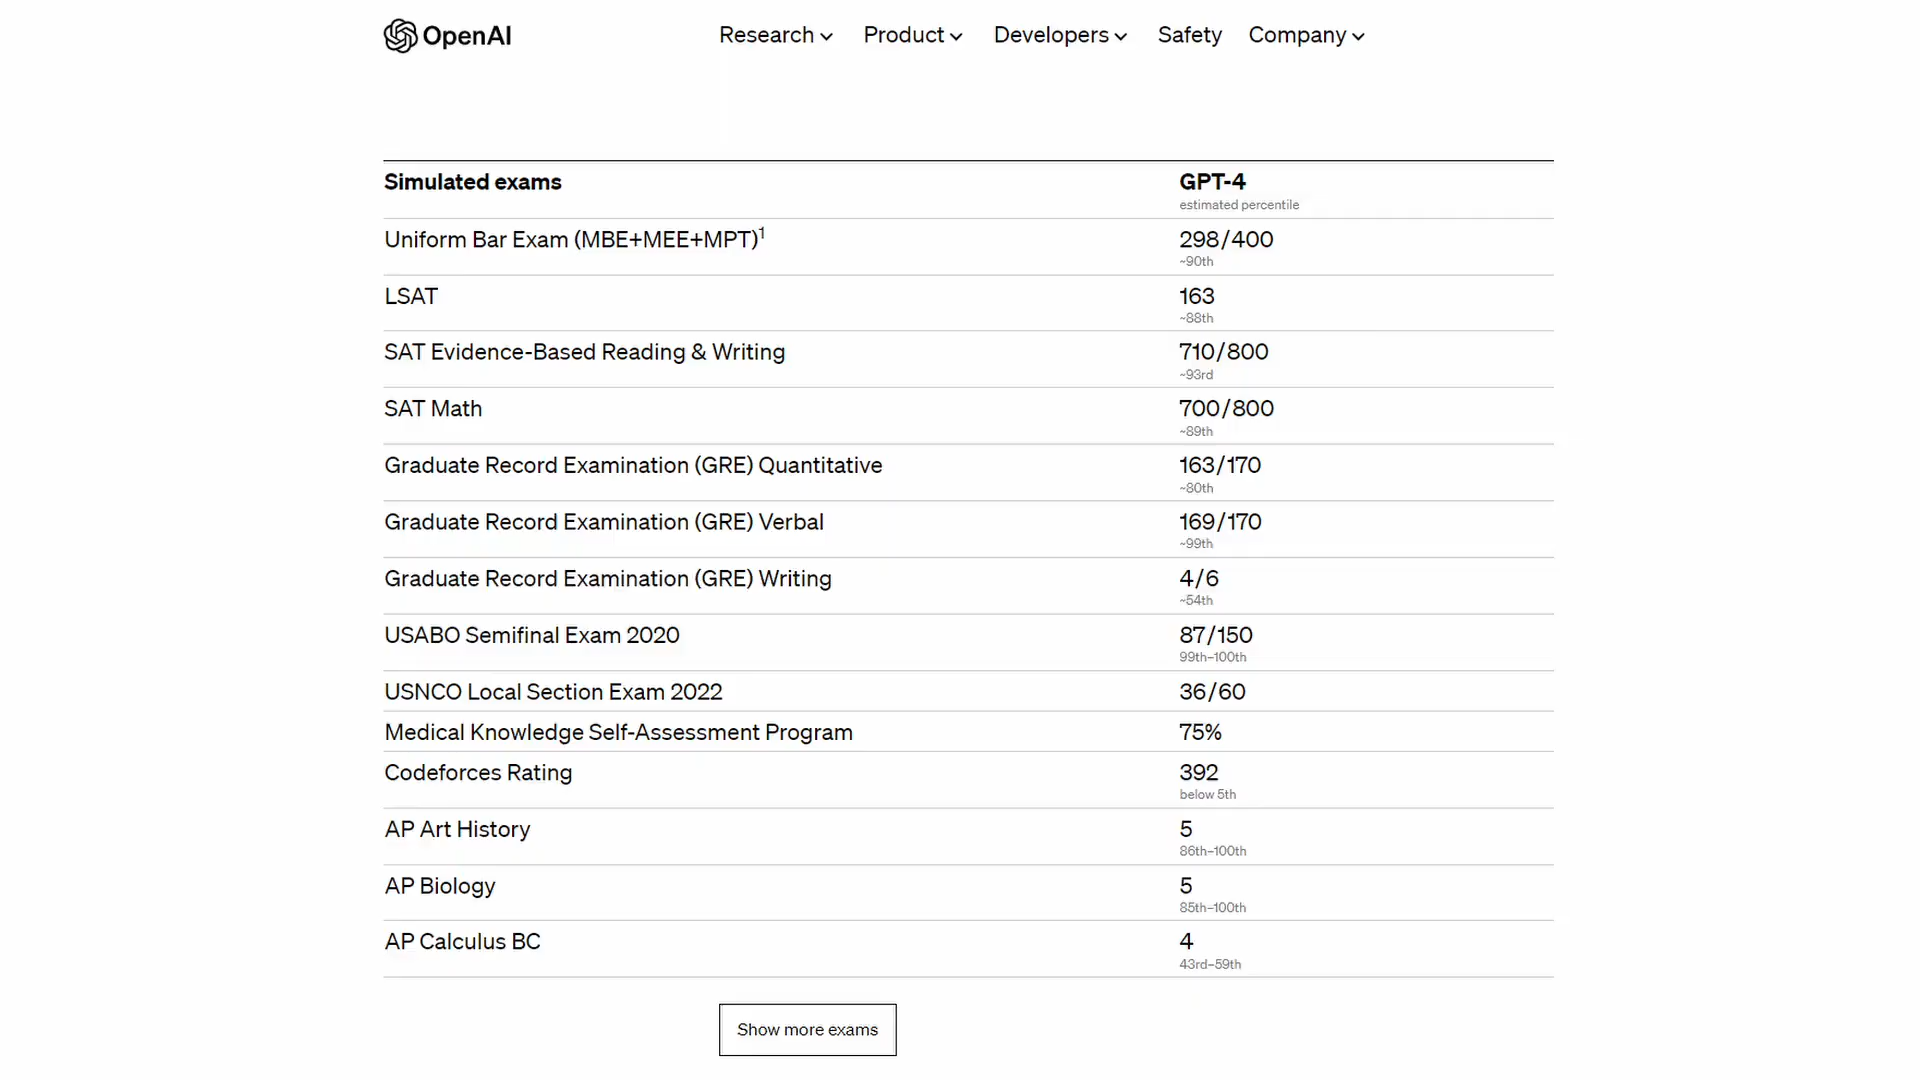 OpenAI
Research Product Developers Safety Company
Simulated exams GPT-4
estimated percentile
Uniform Bar Exam (MBE+MEE+MPT)1 298/400
~90th
LSAT 163
~88th
SAT Evidence-Based Reading & Writing 710/800
~93rd
SAT Math 700/800
~89th
Graduate Record Examination (GRE) Quantitative 163/170
~80th
Graduate Record Examination (GRE) Verbal 169/170
~99th
Graduate Record Examination (GRE) Writing 4/6
~54th
USABO Semifinal Exam 2020 87/150
99th–100th
USNCO Local Section Exam 2022 36/60
Medical Knowledge Self-Assessment Program 75%
Codeforces Rating 392
below 5th
AP Art History 5
86th–100th
AP Biology 5
85th–100th
AP Calculus BC 4
43rd–59th
Show more exams